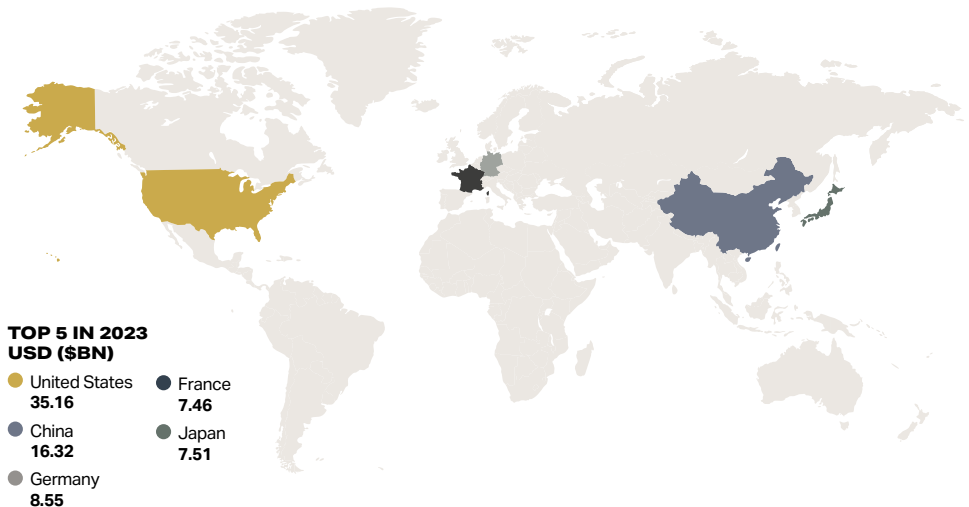 TOP 5 IN 2023
USD ($BN)
United States
35.16
China
16.32
Germany
8.55
France
7.46
Japan
7.51